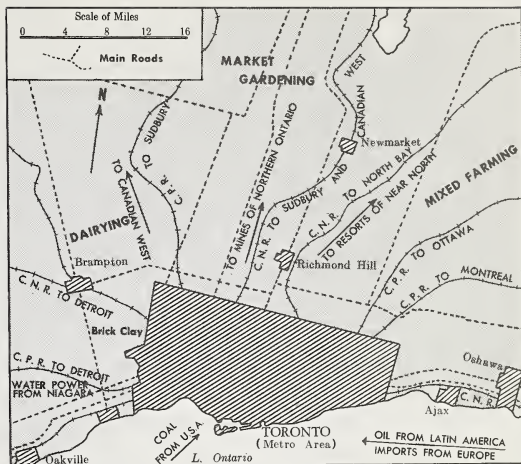 Scale of Miles
0 4 8 12 16
Main Roads
N
MARKET
GARDENING
TO CANADIAN WEST
C.P.R. TO SUDBURY
TO MINES OF NORTHERN ONTARIO
C.N.R. TO SUDBURY AND CANADIAN WEST
Newmarket
C.N.R. TO NORTH BAY
TO RESORTS OF NEAR NORTH
MIXED FARMING
DAIRYING
Brampton
Richmond Hill
C.P.R. TO OTTAWA
C.P.R. TO MONTREAL
C.N.R. TO DETROIT
Brick Clay
C.P.R. TO DETROIT
WATER POWER
FROM NIAGARA
Oshawa
C.N.R.
Ajax
Oakville
COAL
FROM U.S.A.
TORONTO
(Metro Area)
L. Ontario
OIL FROM LATIN AMERICA
IMPORTS FROM EUROPE